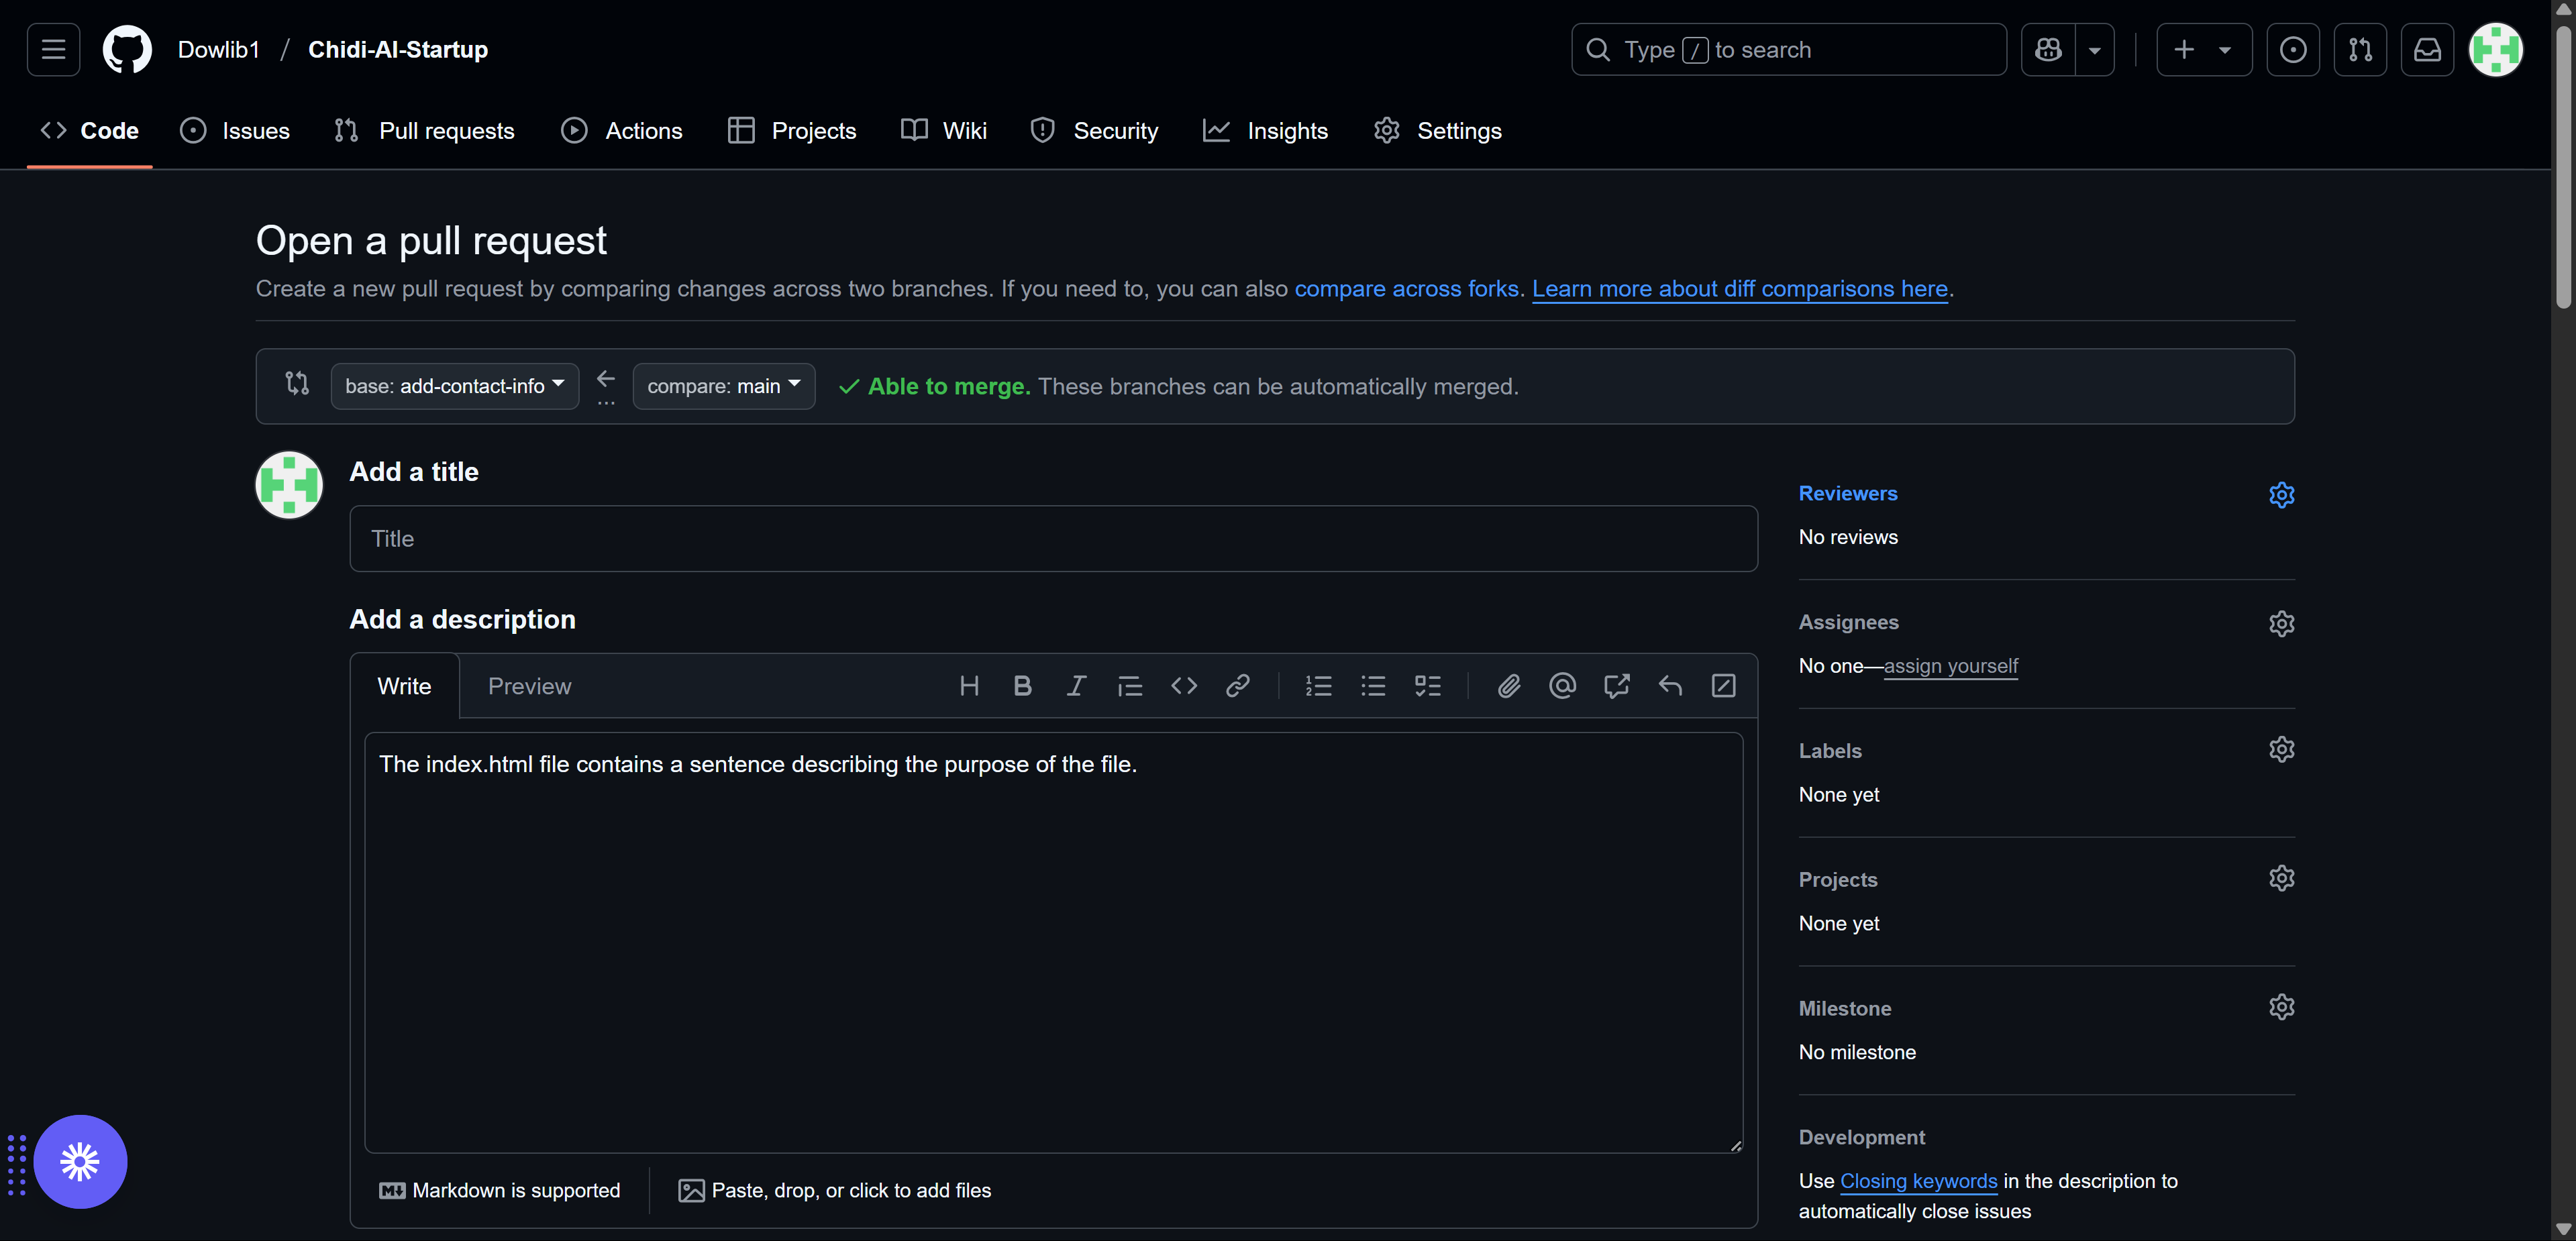 Dowlib1 / Chidi-AI-Startup
Type / to search
Code Issues Pull requests Actions Projects Wiki Security Insights Settings
Open a pull request
Create a new pull request by comparing changes across two branches. If you need to, you can also compare across forks. Learn more about diff comparisons here.
base: add-contact-info ← ... compare: main ✓ Able to merge. These branches can be automatically merged.
Add a title
Title
Add a description
Write Preview
The index.html file contains a sentence describing the purpose of the file.
Markdown is supported
Paste, drop, or click to add files
Reviewers
No reviews
Assignees
No one—assign yourself
Labels
None yet
Projects
None yet
Milestone
No milestone
Development
Use Closing keywords in the description to
automatically close issues